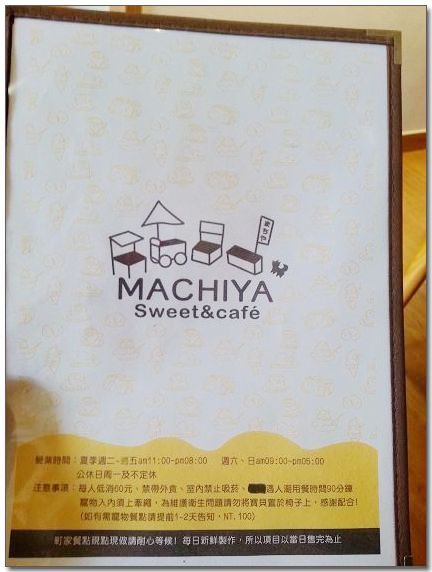 まちや
MACHIYA
Sweet&café
營業時間：夏季週二~週五am11:00~pm08:00　週六、日am09:00~pm05:00
公休日周一及不定休
注意事項：每人低消60元、禁帶外食、室內禁止吸菸、遇人潮用餐時間90分鐘
寵物入內須上牽繩，為維護衛生問題請勿將寶貝置於椅子上，感謝配合!
(如有需寵物餐點請提前1-2天告知，NT.100)
町家餐點現點現做請耐心等候！每日新鮮製作，所以項目以當日售完為止